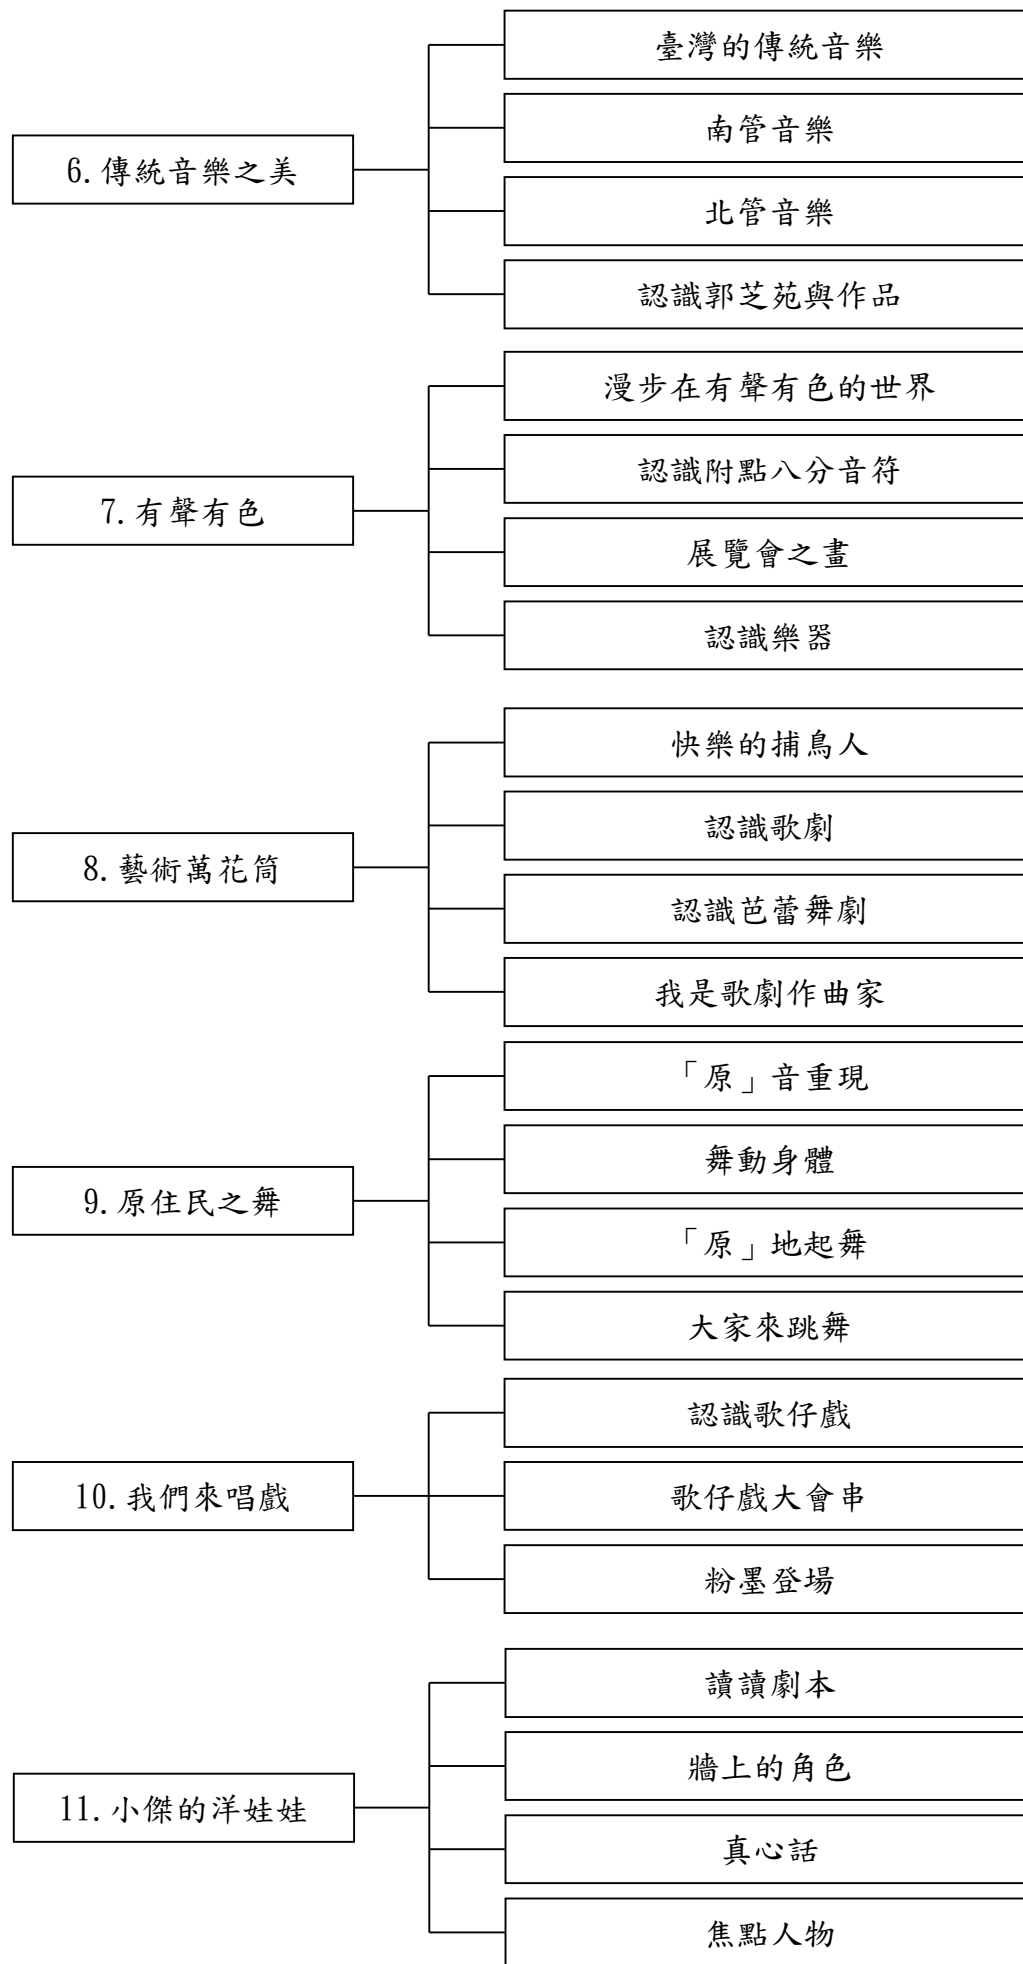 6.傳統音樂之美
臺灣的傳統音樂
南管音樂
北管音樂
認識郭芝苑與作品
7.有聲有色
漫步在有聲有色的世界
認識附點八分音符
展覽會之畫
認識樂器
8.藝術萬花筒
快樂的捕鳥人
認識歌劇
認識芭蕾舞劇
我是歌劇作曲家
9.原住民之舞
「原」音重現
舞動身體
「原」地起舞
大家來跳舞
10.我們來唱戲
認識歌仔戲
歌仔戲大會串
粉墨登場
11.小傑的洋娃娃
讀讀劇本
牆上的角色
真心話
焦點人物